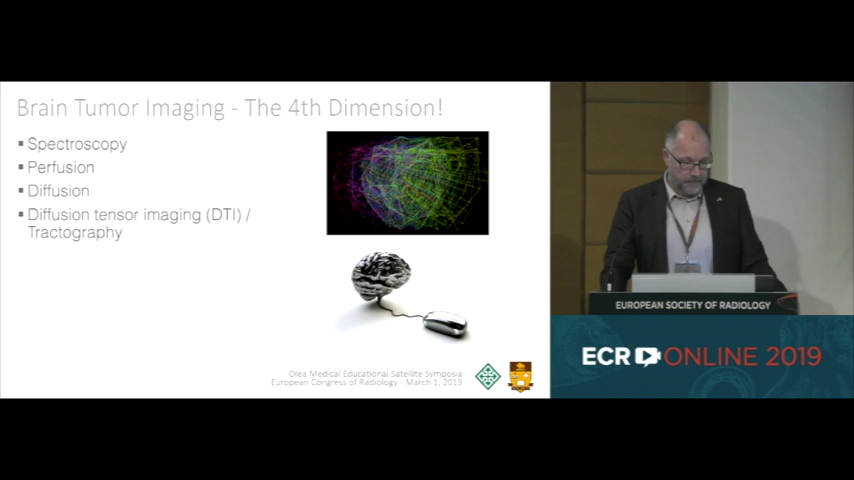 Brain Tumor Imaging - The 4th Dimension!
▪ Spectroscopy
▪ Perfusion
▪ Diffusion
▪ Diffusion tensor imaging (DTI) /
Tractography
Olea Medical Educational Satellite Symposia
European Congress of Radiology - March 1, 2019
EUROPEAN SOCIETY OF RADIOLOGY
ECR ONLINE 2019